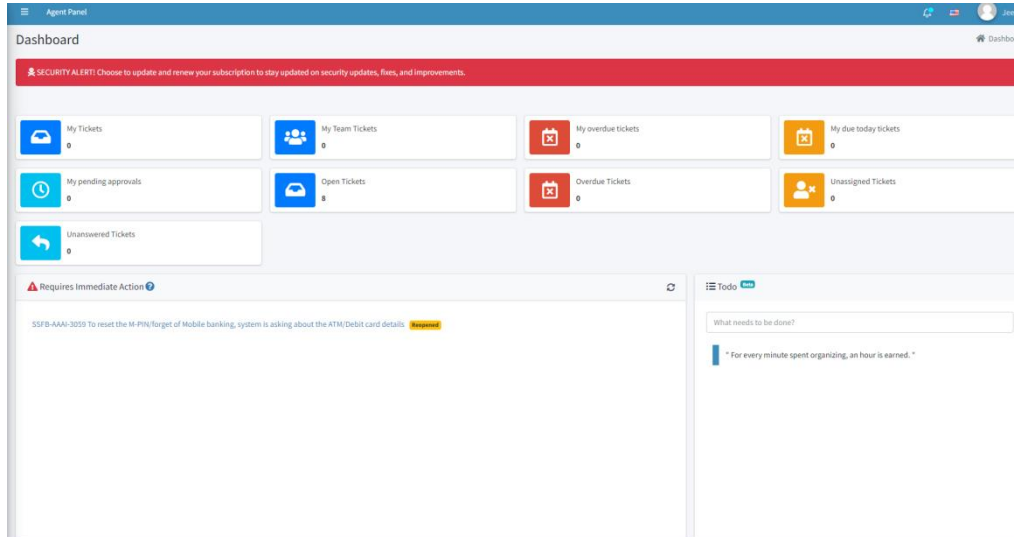 Agent Panel
Jee
Dashboard
Dashbo
SECURITY ALERT! Choose to update and renew your subscription to stay updated on security updates, fixes, and improvements.
My Tickets
0
My Team Tickets
0
My overdue tickets
0
My due today tickets
0
My pending approvals
0
Open Tickets
8
Overdue Tickets
0
Unassigned Tickets
0
Unanswered Tickets
0
Requires Immediate Action
Todo Beta
SSFB-AAAI-3059 To reset the M-PIN/forget of Mobile banking, system is asking about the ATM/Debit card details Reopened
What needs to be done?
" For every minute spent organizing, an hour is earned. "